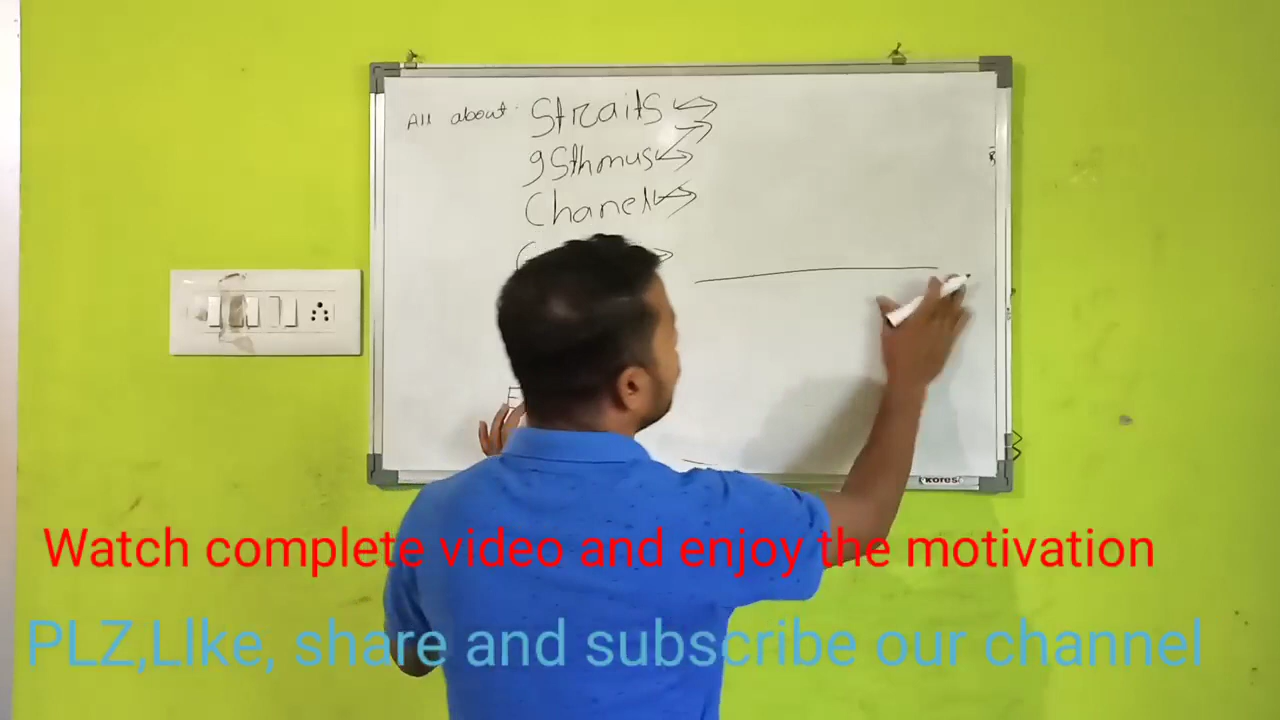 All about: Straits
Isthmus
Chanel
kores
Watch complete video and enjoy the motivation
PLZ,LIke, share and subscribe our channel